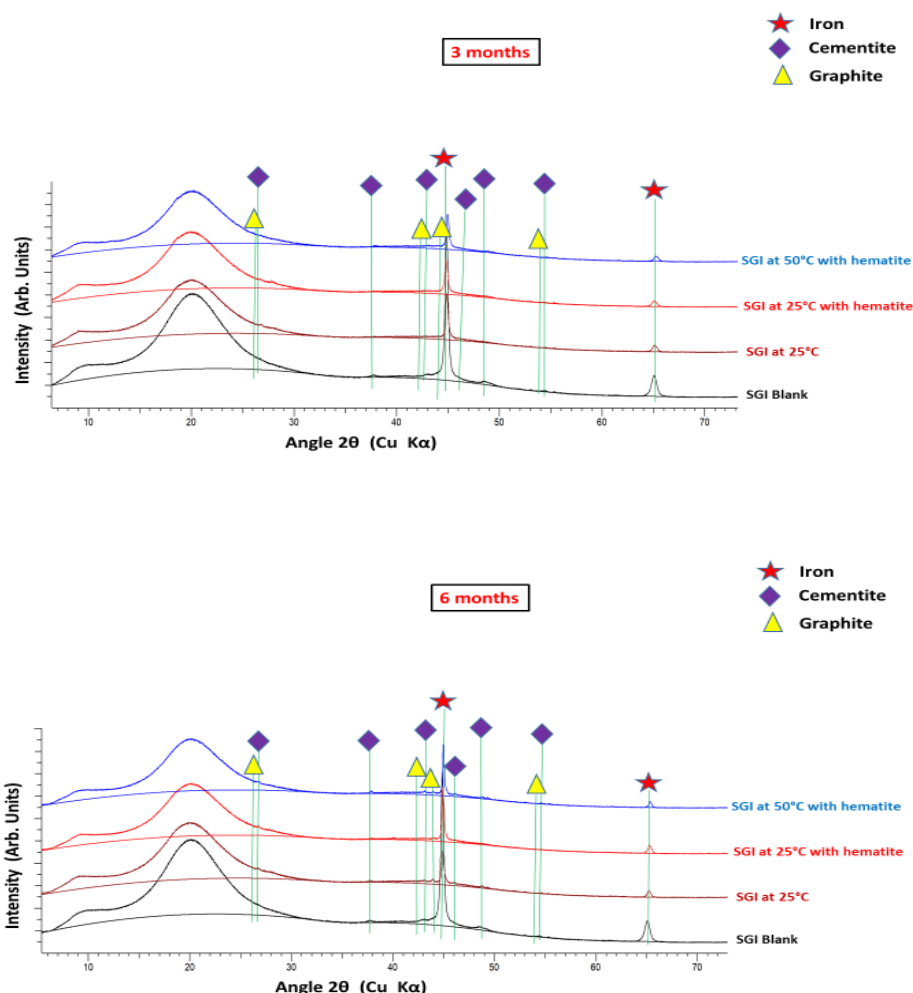 Iron
3 months
Cementite
Graphite
Intensity (Arb. Units)
SGI at 50°C with hematite
SGI at 25°C with hematite
SGI at 25°C
SGI Blank
10 20 30 40 50 60 70
Angle 2θ (Cu Kα)
Iron
6 months
Cementite
Graphite
Intensity (Arb. Units)
SGI at 50°C with hematite
SGI at 25°C with hematite
SGI at 25°C
SGI Blank
10 20 30 40 50 60 70
Angle 2θ (Cu Kα)